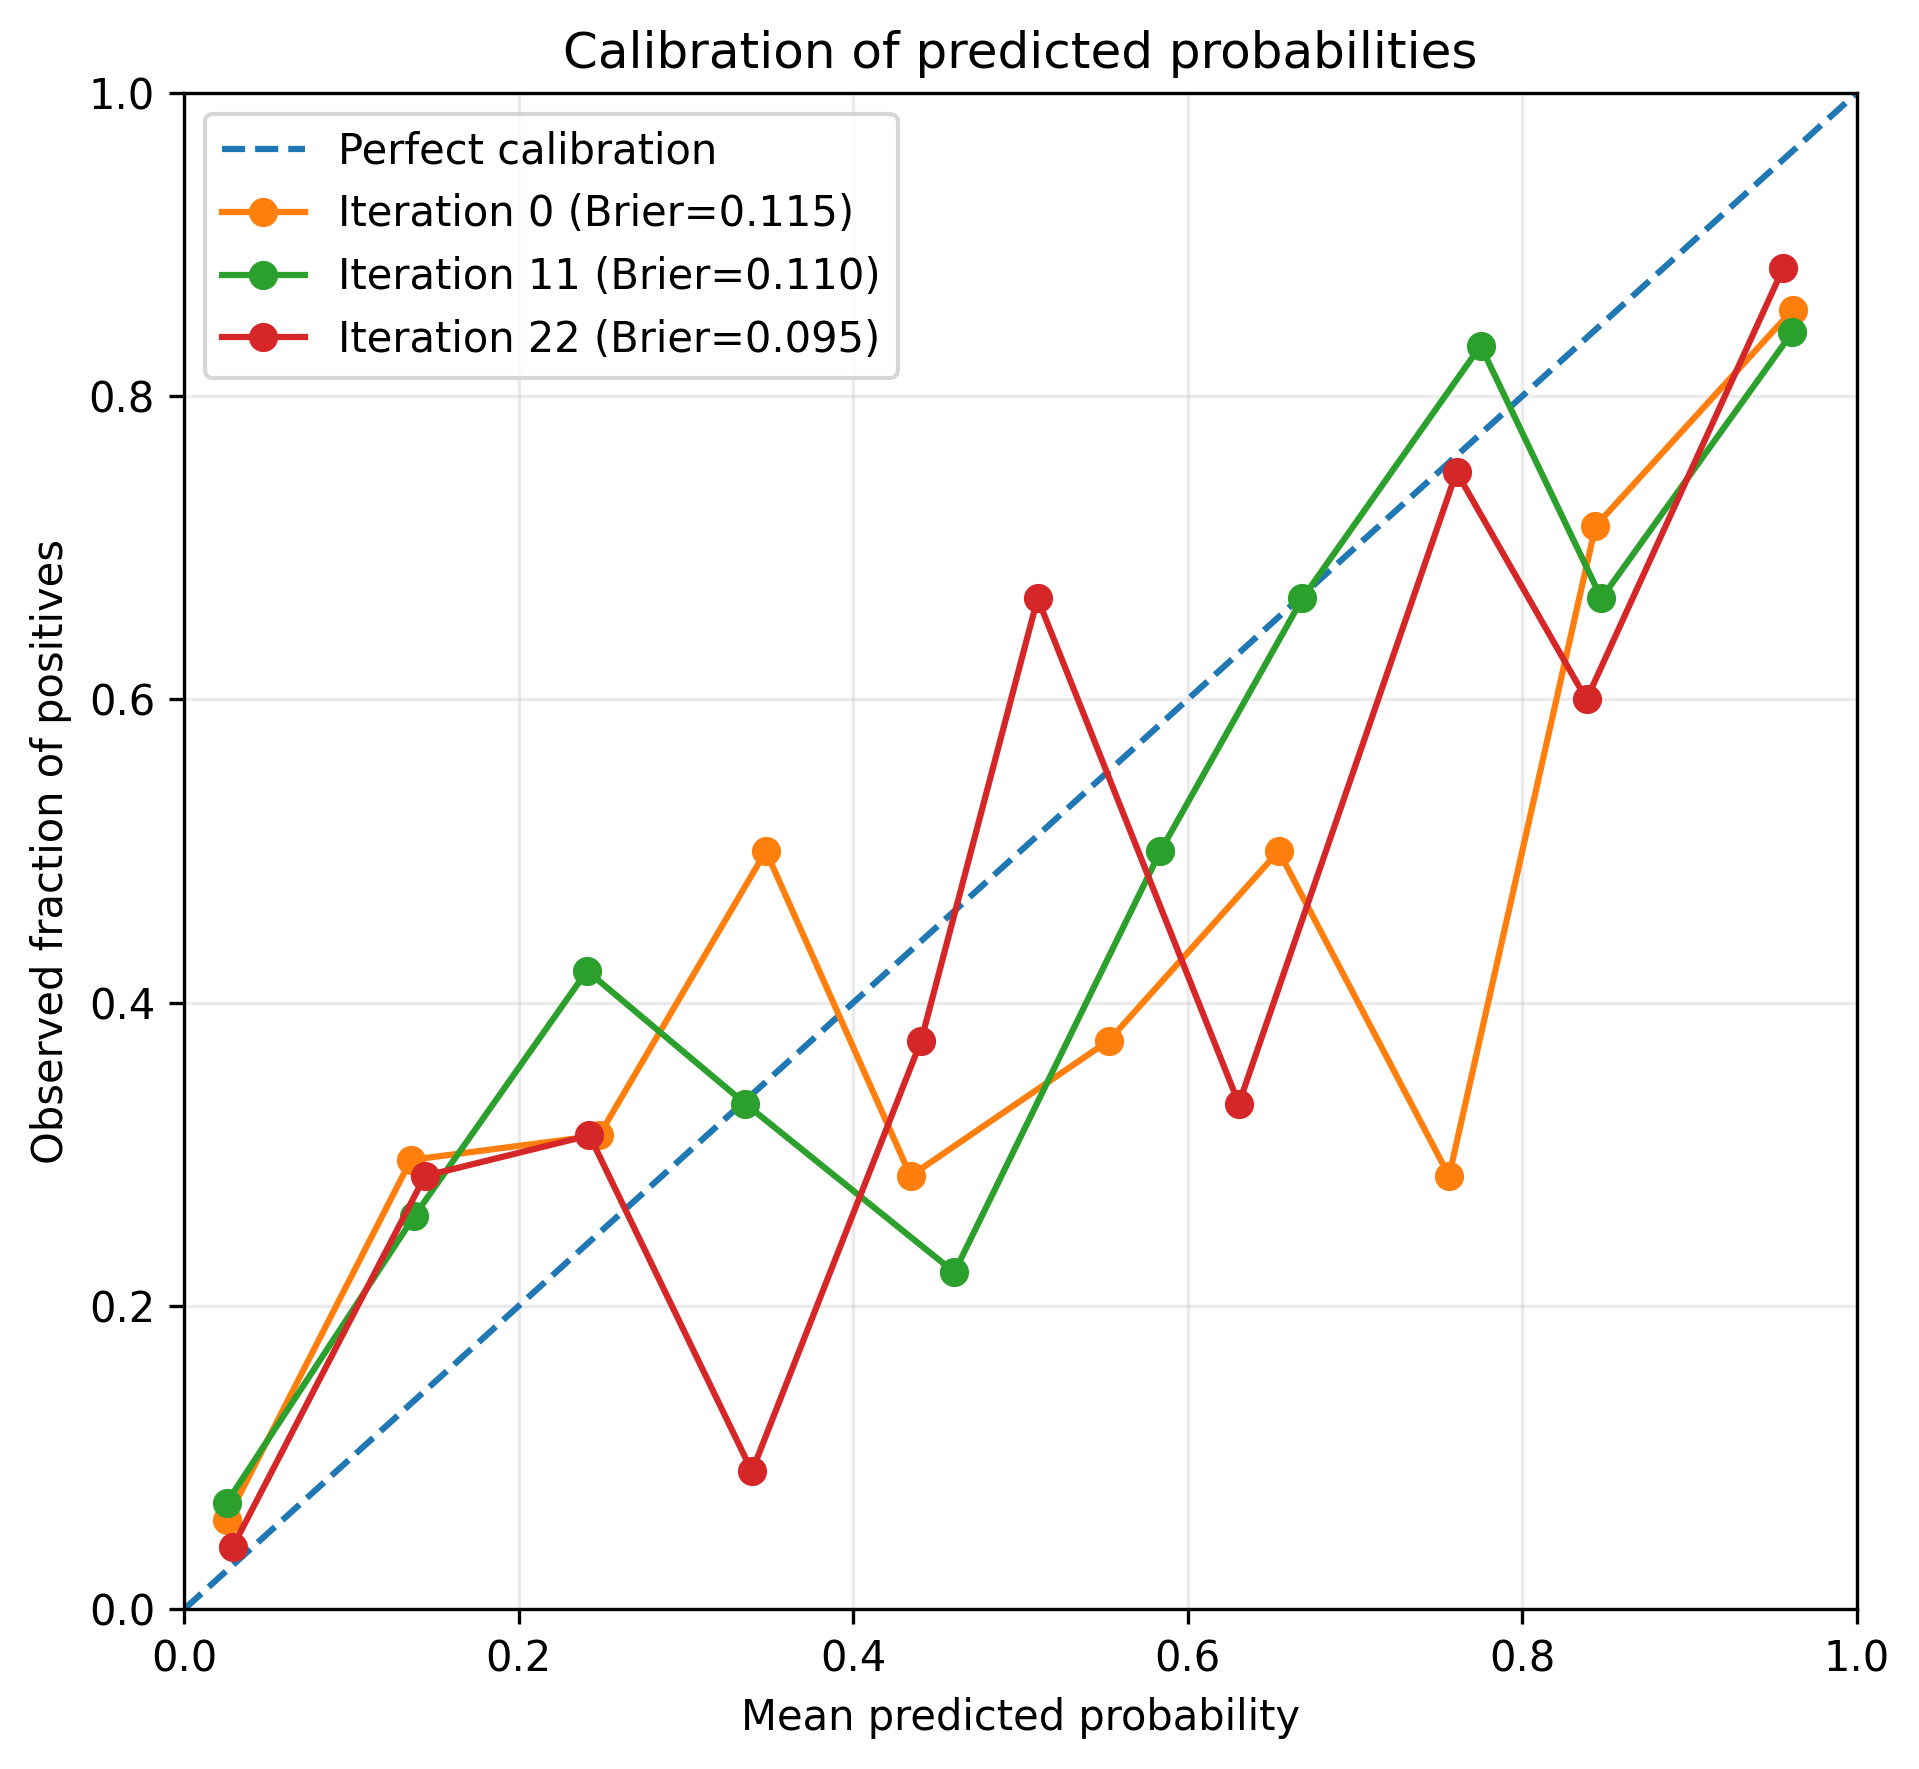 Calibration of predicted probabilities
Perfect calibration
Iteration 0 (Brier=0.115)
Iteration 11 (Brier=0.110)
Iteration 22 (Brier=0.095)
Observed fraction of positives
1.0
0.8
0.6
0.4
0.2
0.0
0.0 0.2 0.4 0.6 0.8 1.0
Mean predicted probability